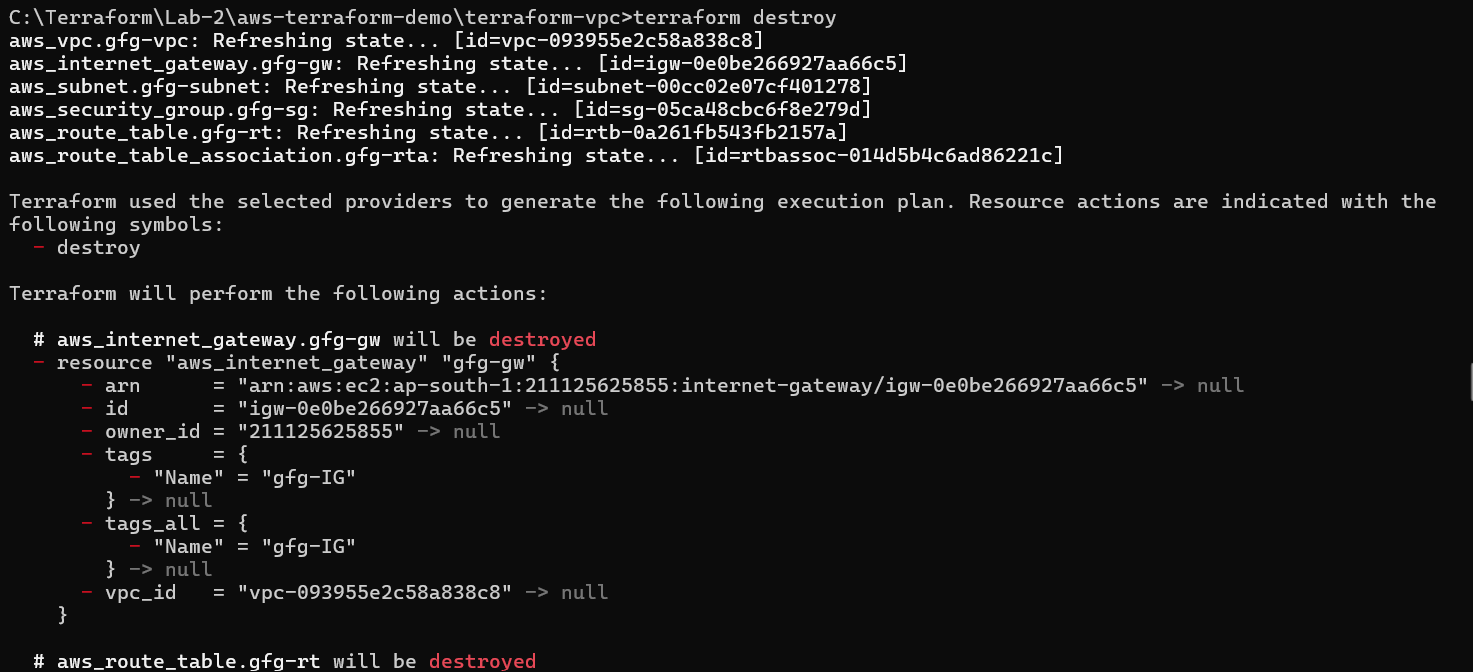 C:\Terraform\Lab-2\aws-terraform-demo\terraform-vpc>terraform destroy
aws_vpc.gfg-vpc: Refreshing state... [id=vpc-093955e2c58a838c8]
aws_internet_gateway.gfg-gw: Refreshing state... [id=igw-0e0be266927aa66c5]
aws_subnet.gfg-subnet: Refreshing state... [id=subnet-00cc02e07cf401278]
aws_security_group.gfg-sg: Refreshing state... [id=sg-05ca48cbc6f8e279d]
aws_route_table.gfg-rt: Refreshing state... [id=rtb-0a261fb543fb2157a]
aws_route_table_association.gfg-rta: Refreshing state... [id=rtbassoc-014d5b4c6ad86221c]

Terraform used the selected providers to generate the following execution plan. Resource actions are indicated with the
following symbols:
  - destroy

Terraform will perform the following actions:

  # aws_internet_gateway.gfg-gw will be destroyed
  - resource "aws_internet_gateway" "gfg-gw" {
      - arn      = "arn:aws:ec2:ap-south-1:211125625855:internet-gateway/igw-0e0be266927aa66c5" -> null
      - id       = "igw-0e0be266927aa66c5" -> null
      - owner_id = "211125625855" -> null
      - tags     = {
          - "Name" = "gfg-IG"
        } -> null
      - tags_all = {
          - "Name" = "gfg-IG"
        } -> null
      - vpc_id   = "vpc-093955e2c58a838c8" -> null
    }

  # aws_route_table.gfg-rt will be destroyed